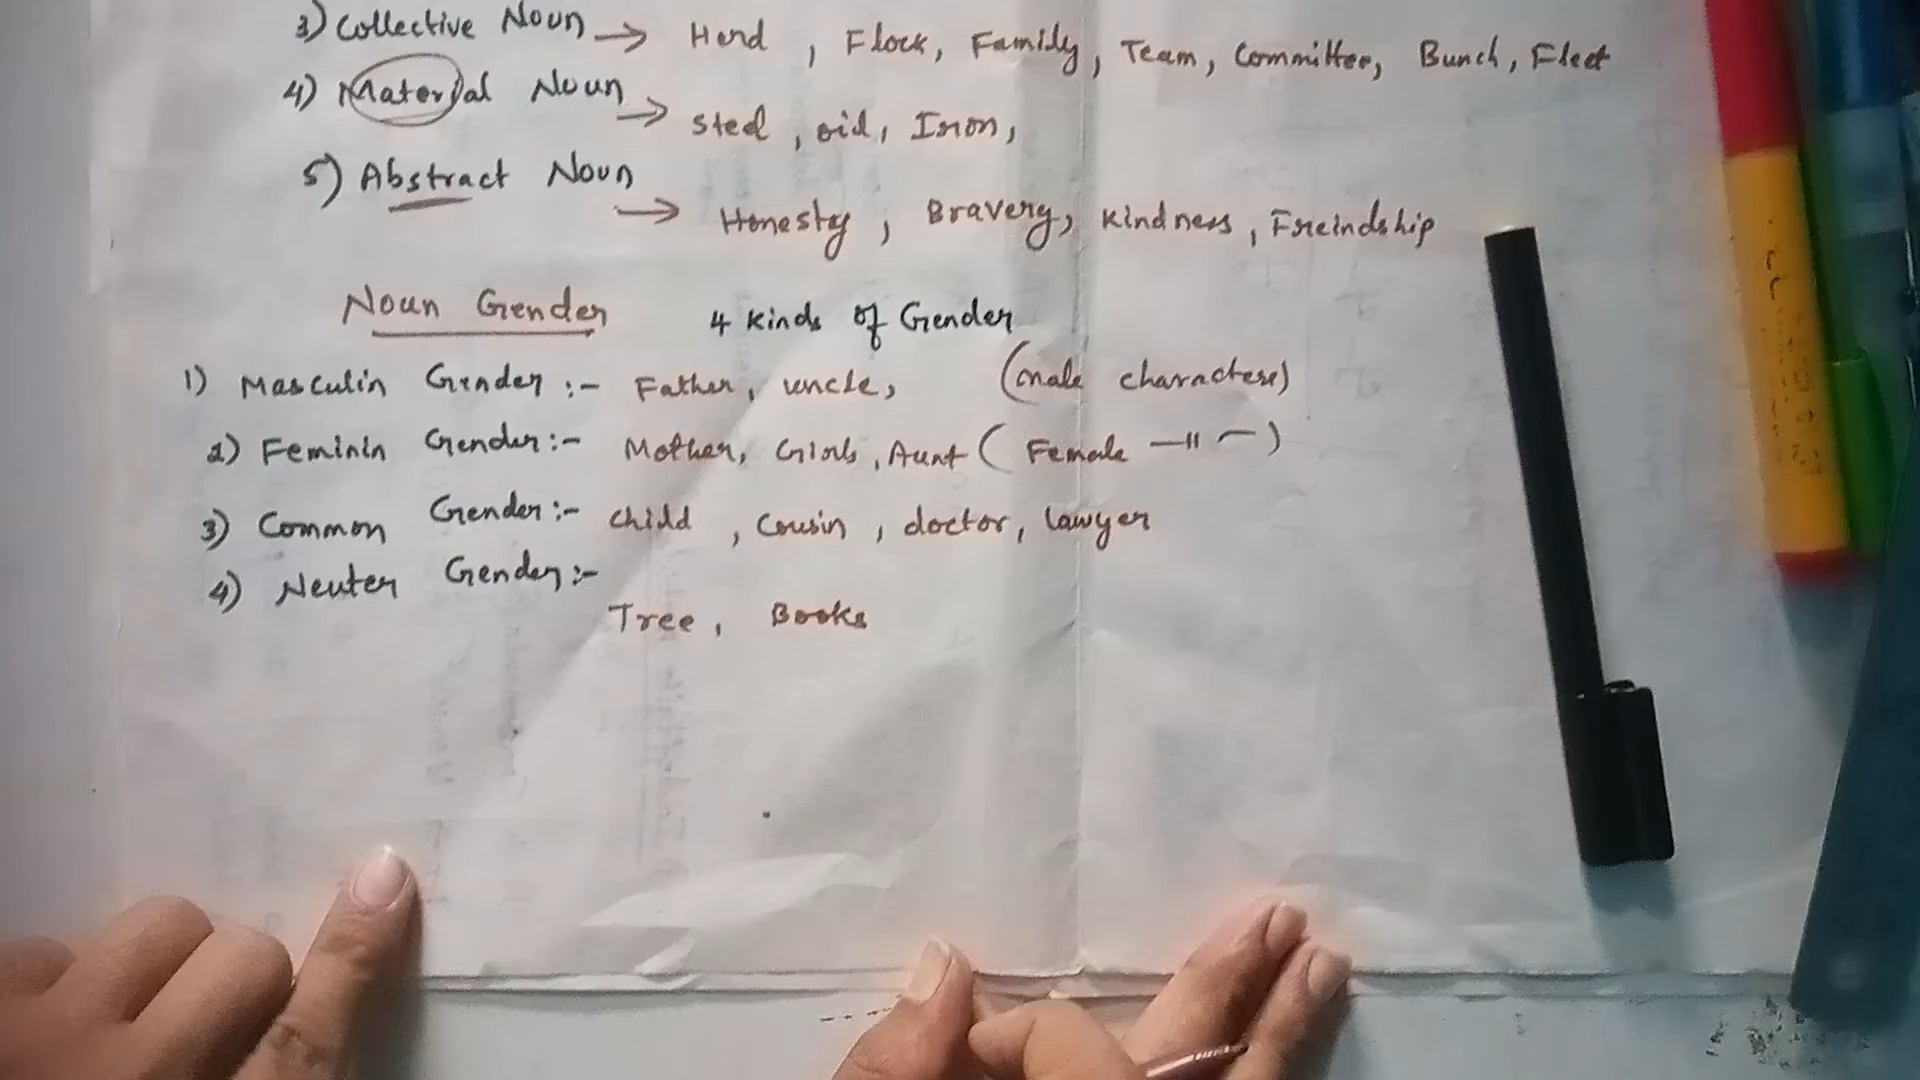 3) Collective Noun → Herd, Flock, Family, Team, Committee, Bunch, Fleet
4) Material Noun → Steel, oil, Iron,
5) Abstract Noun → Honesty, Bravery, Kindness, Freindship
Noun Gender 4 Kinds of Gender
1) Masculin Gender :- Father, uncle, (male characters)
2) Feminin Gender :- Mother, Girls, Aunt (Female —〃—)
3) Common Gender :- child, Cousin, doctor, lawyer
4) Neuter Gender :-
Tree, Books